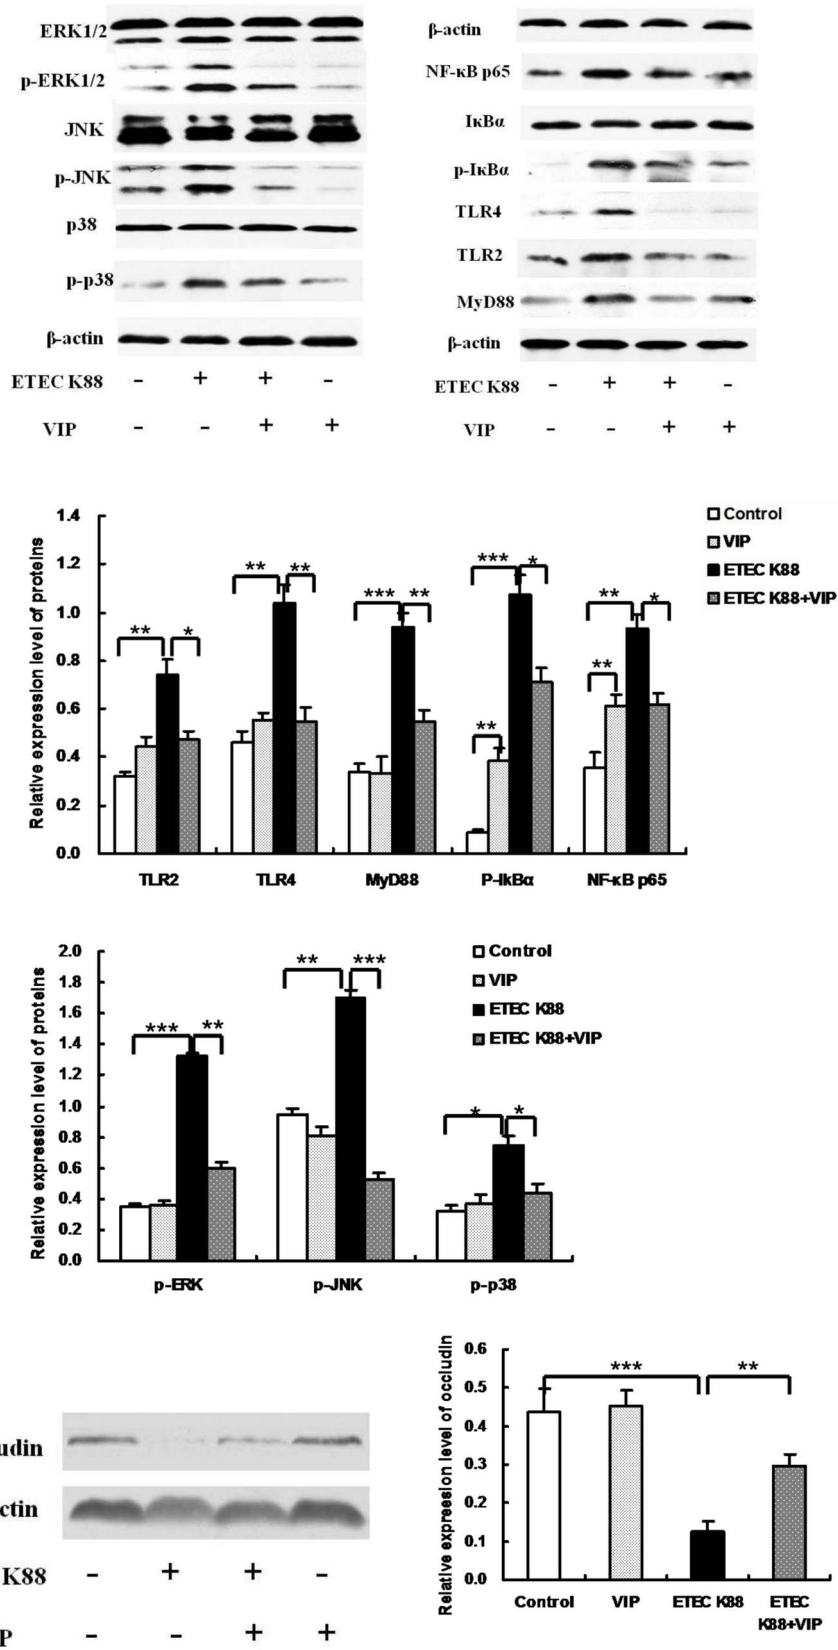 ERK1/2
p-ERK1/2
JNK
p-JNK
p38
p-p38
β-actin
ETEC K88 - + + -
VIP - - + +
β-actin
NF-κB p65
IκBα
p-IκBα
TLR4
TLR2
MyD88
β-actin
ETEC K88 - + + -
VIP - - + +
Relative expression level of proteins
1.4
1.2
1.0
0.8
0.6
0.4
0.2
0.0
** *
** **
*** **
** *** *
** ** *
TLR2 TLR4 MyD88 P-IkBα NF-κB p65
Control
VIP
ETEC K88
ETEC K88+VIP
Relative expression level of proteins
2.0
1.8
1.6
1.4
1.2
1.0
0.8
0.6
0.4
0.2
0.0
*** **
** ***
* *
p-ERK p-JNK p-p38
Control
VIP
ETEC K88
ETEC K88+VIP
udin
ctin
K88 - + + -
P - - + +
Relative expreesion level of occludin
0.6
0.5
0.4
0.3
0.2
0.1
0.0
*** **
Control VIP ETEC K88 ETEC
K88+VIP